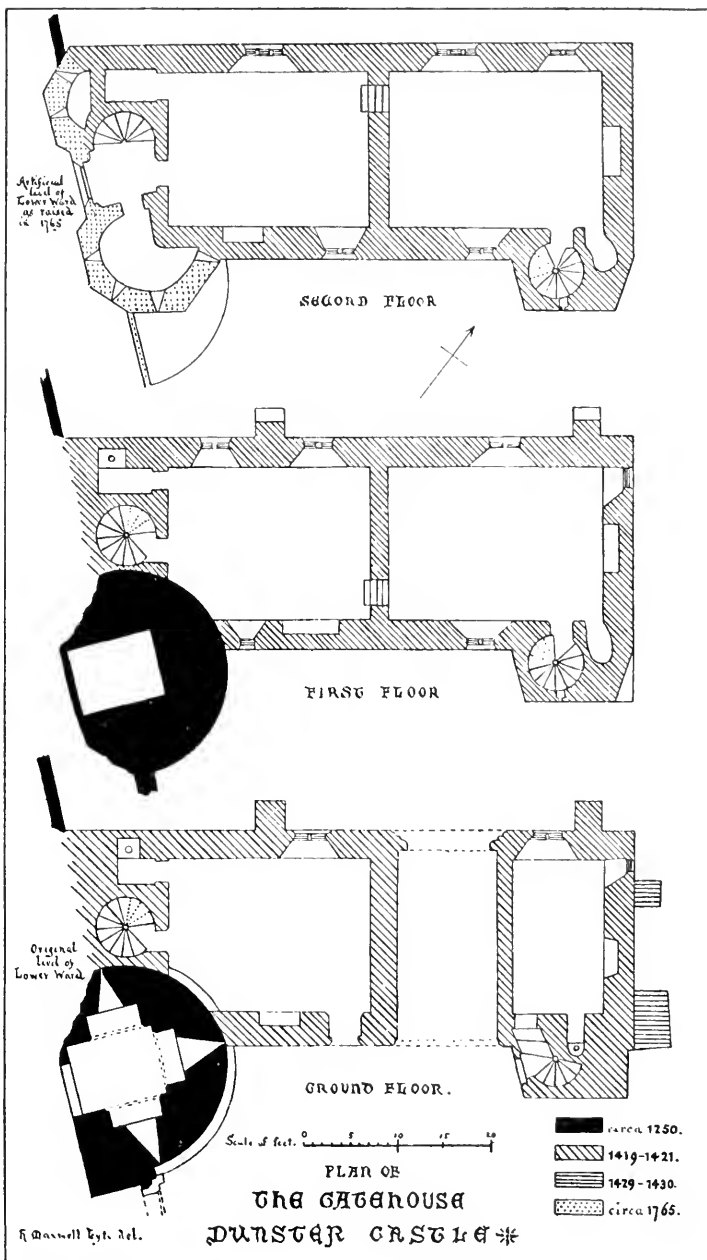 Artificial
level of
Lower Ward
as raised
in 1765
SECOND FLOOR
FIRST FLOOR
Original
level of
Lower Ward
GROUND FLOOR.
Scale of feet. 0 5 10 15 20
circa 1250.
1419-1421.
1429-1430.
circa 1765.
PLAN OF
THE GATEHOUSE
DUNSTER CASTLE
H Maxwell Lyte del.